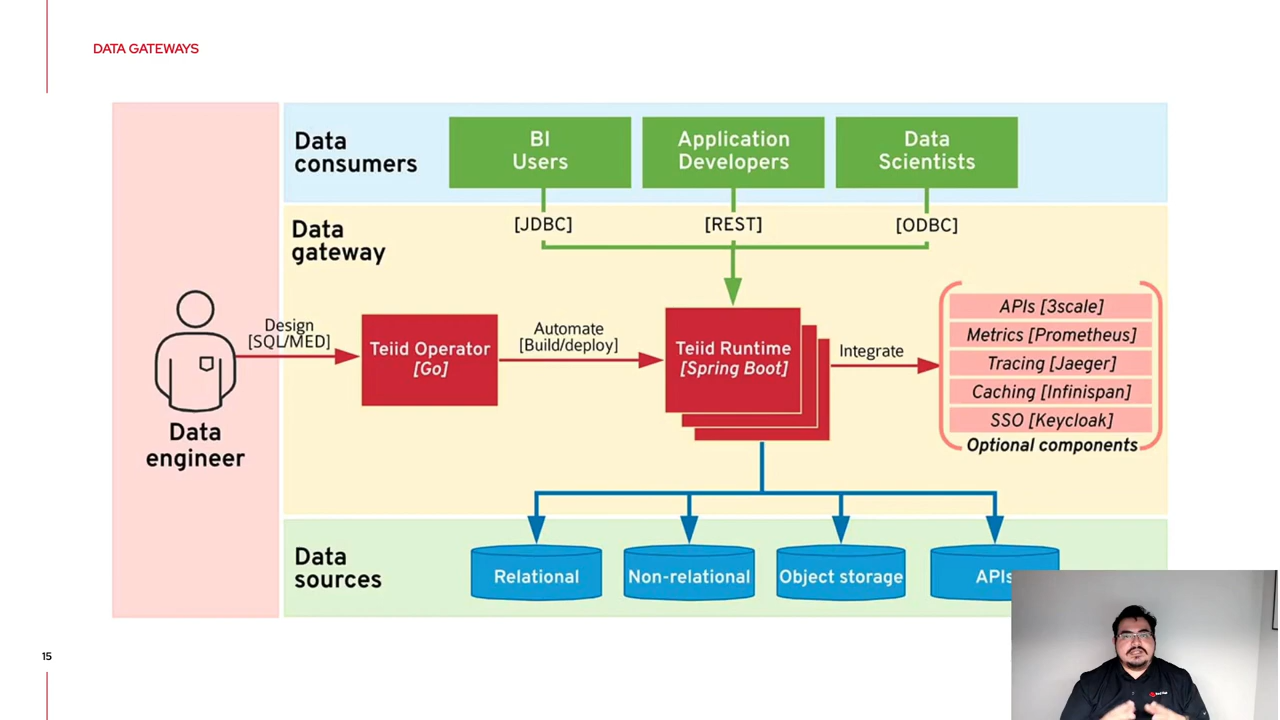 DATA GATEWAYS
Data
consumers
BI
Users
Application
Developers
Data
Scientists
Data
gateway
[JDBC]
[REST]
[ODBC]
Design
[SQL/MED]
Teiid Operator
[Go]
Automate
[Build/deploy]
Teiid Runtime
[Spring Boot]
Integrate
APIs [3scale]
Metrics [Prometheus]
Tracing [Jaeger]
Caching [Infinispan]
SSO [Keycloak]
Optional components
Data
engineer
Data
sources
Relational
Non-relational
Object storage
APIs
15